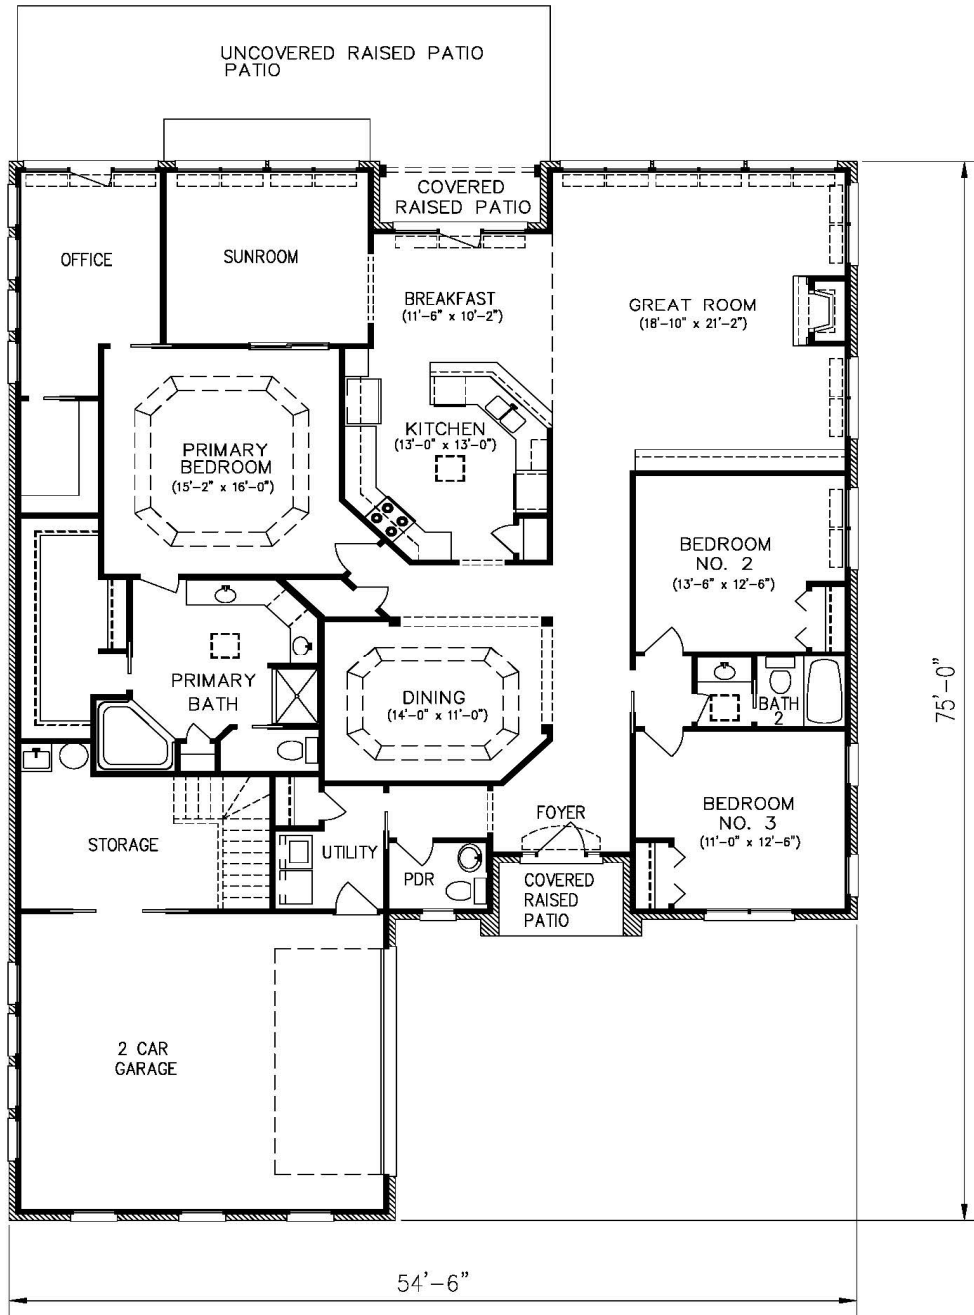 UNCOVERED RAISED PATIO
PATIO
COVERED
RAISED PATIO
OFFICE
SUNROOM
BREAKFAST
(11'-6" x 10'-2")
GREAT ROOM
(18'-10" x 21'-2")
PRIMARY
BEDROOM
(15'-2" x 16'-0")
KITCHEN
(13'-0" x 13'-0")
BEDROOM
NO. 2
(13'-6" x 12'-6")
PRIMARY
BATH
DINING
(14'-0" x 11'-0")
BATH
2
75'-0"
STORAGE
UTILITY
FOYER
BEDROOM
NO. 3
(11'-0" x 12'-6")
PDR
COVERED
RAISED
PATIO
2 CAR
GARAGE
54'-6"